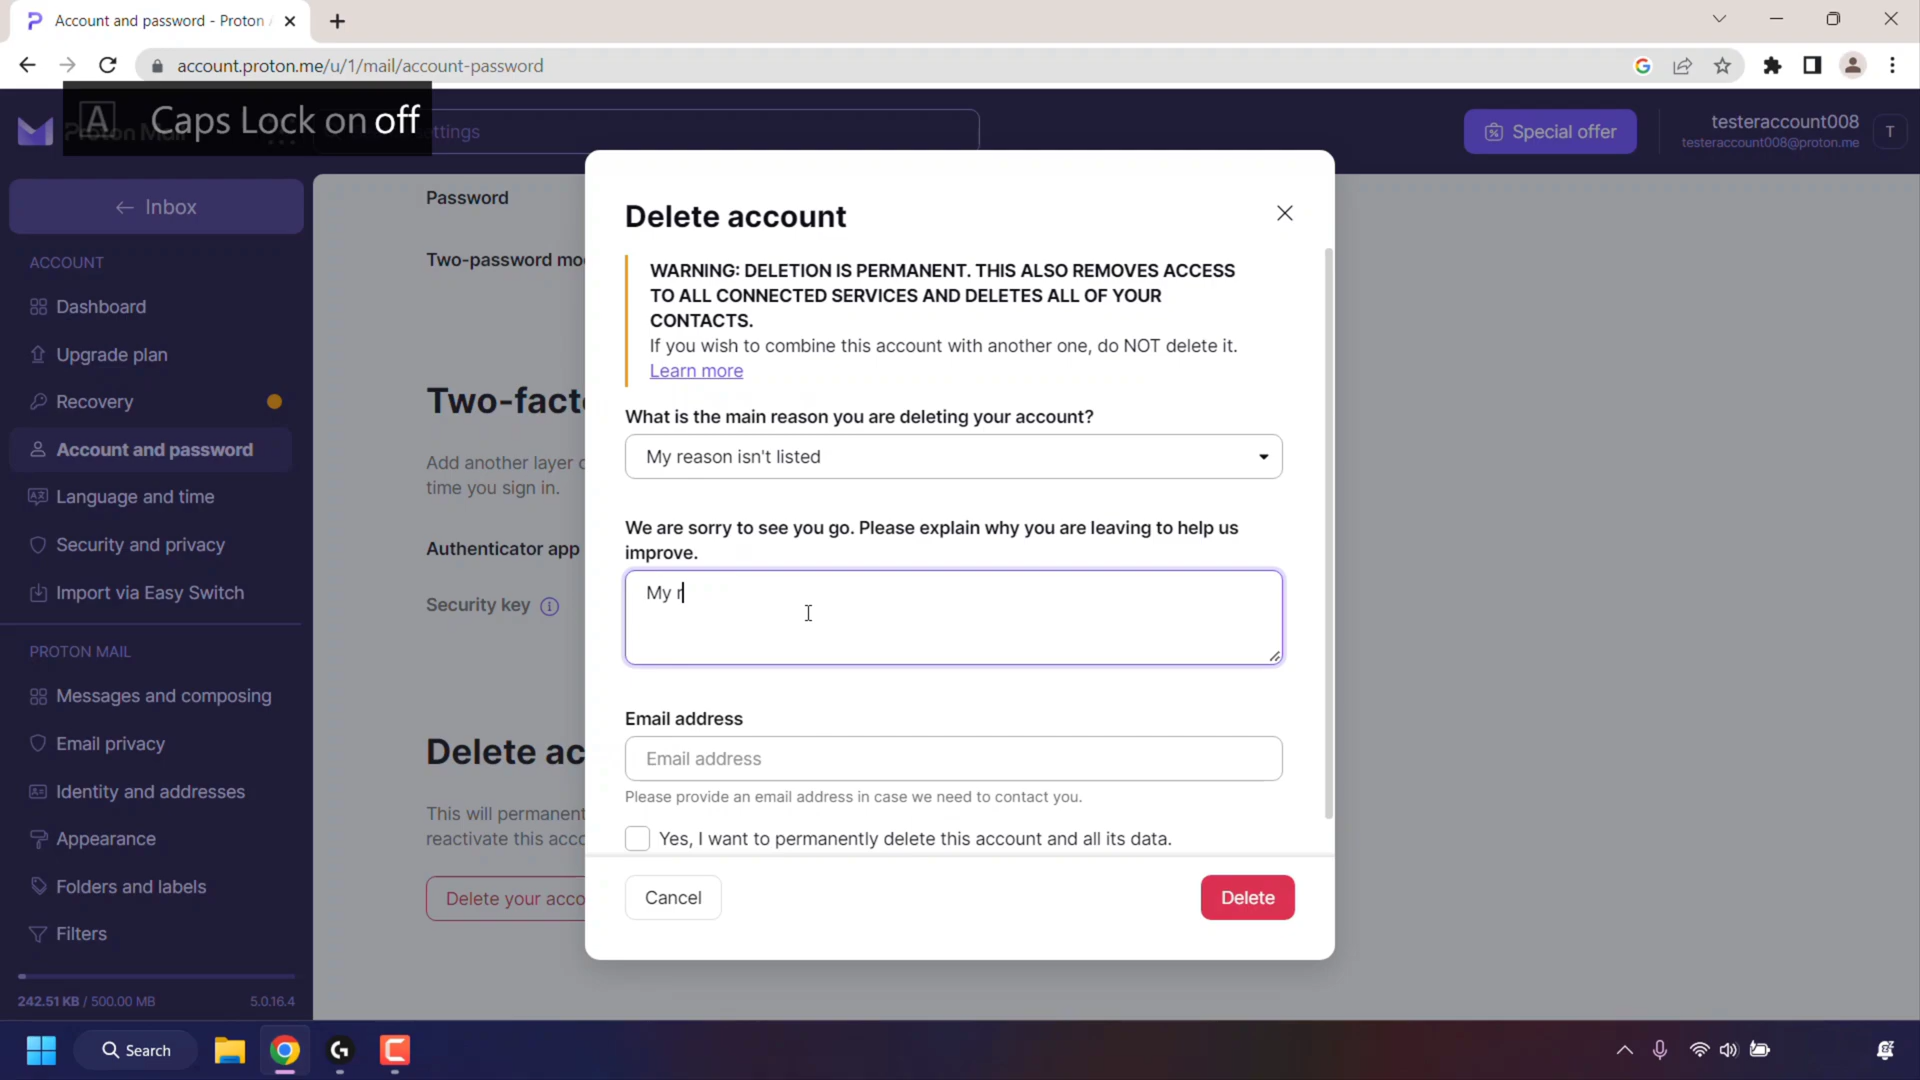 Account and password - Proton
account.proton.me/u/1/mail/account-password
A Caps Lock on off
ettings
Special offer
testeraccount008
testeraccount008@proton.me
T
Inbox
ACCOUNT
Dashboard
Upgrade plan
Recovery
Account and password
Language and time
Security and privacy
Import via Easy Switch
PROTON MAIL
Messages and composing
Email privacy
Identity and addresses
Appearance
Folders and labels
Filters
242.51 KB / 500.00 MB
5.0.16.4
Password
Two-password mo
Two-fact
Add another layer
time you sign in.
Authenticator app
Security key
Delete ac
This will permanent
reactivate this acco
Delete your acco
Delete account
WARNING: DELETION IS PERMANENT. THIS ALSO REMOVES ACCESS
TO ALL CONNECTED SERVICES AND DELETES ALL OF YOUR
CONTACTS.
If you wish to combine this account with another one, do NOT delete it.
Learn more
What is the main reason you are deleting your account?
My reason isn't listed
We are sorry to see you go. Please explain why you are leaving to help us
improve.
My r
Email address
Email address
Please provide an email address in case we need to contact you.
Yes, I want to permanently delete this account and all its data.
Cancel
Delete
Search